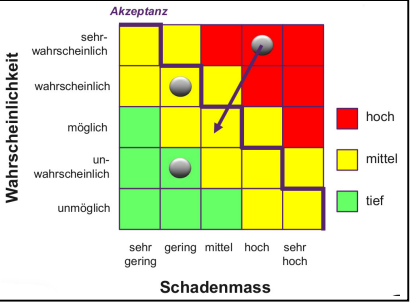 Akzeptanz
Wahrscheinlichkeit
sehr-
wahrscheinlich
wahrscheinlich
möglich
un-
wahrscheinlich
unmöglich
hoch
mittel
tief
sehr gering mittel hoch sehr
gering hoch
Schadenmass